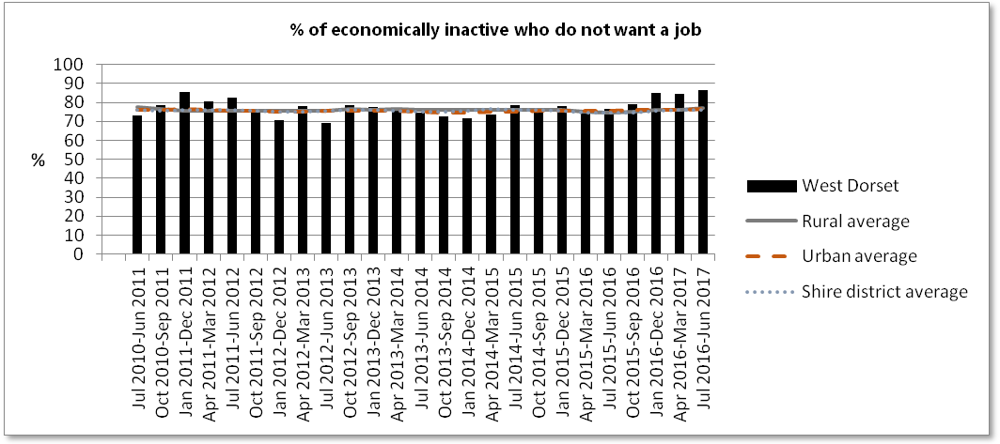 % of economically inactive who do not want a job
100
90
80
70
60
50
40
30
20
10
0
%
Jul 2010-Jun 2011
Oct 2010-Sep 2011
Jan 2011-Dec 2011
Apr 2011-Mar 2012
Jul 2011-Jun 2012
Oct 2011-Sep 2012
Jan 2012-Dec 2012
Apr 2012-Mar 2013
Jul 2012-Jun 2013
Oct 2012-Sep 2013
Jan 2013-Dec 2013
Apr 2013-Mar 2014
Jul 2013-Jun 2014
Oct 2013-Sep 2014
Jan 2014-Dec 2014
Apr 2014-Mar 2015
Jul 2014-Jun 2015
Oct 2014-Sep 2015
Jan 2015-Dec 2015
Apr 2015-Mar 2016
Jul 2015-Jun 2016
Oct 2015-Sep 2016
Jan 2016-Dec 2016
Apr 2016-Mar 2017
Jul 2016-Jun 2017
West Dorset
Rural average
Urban average
Shire district average